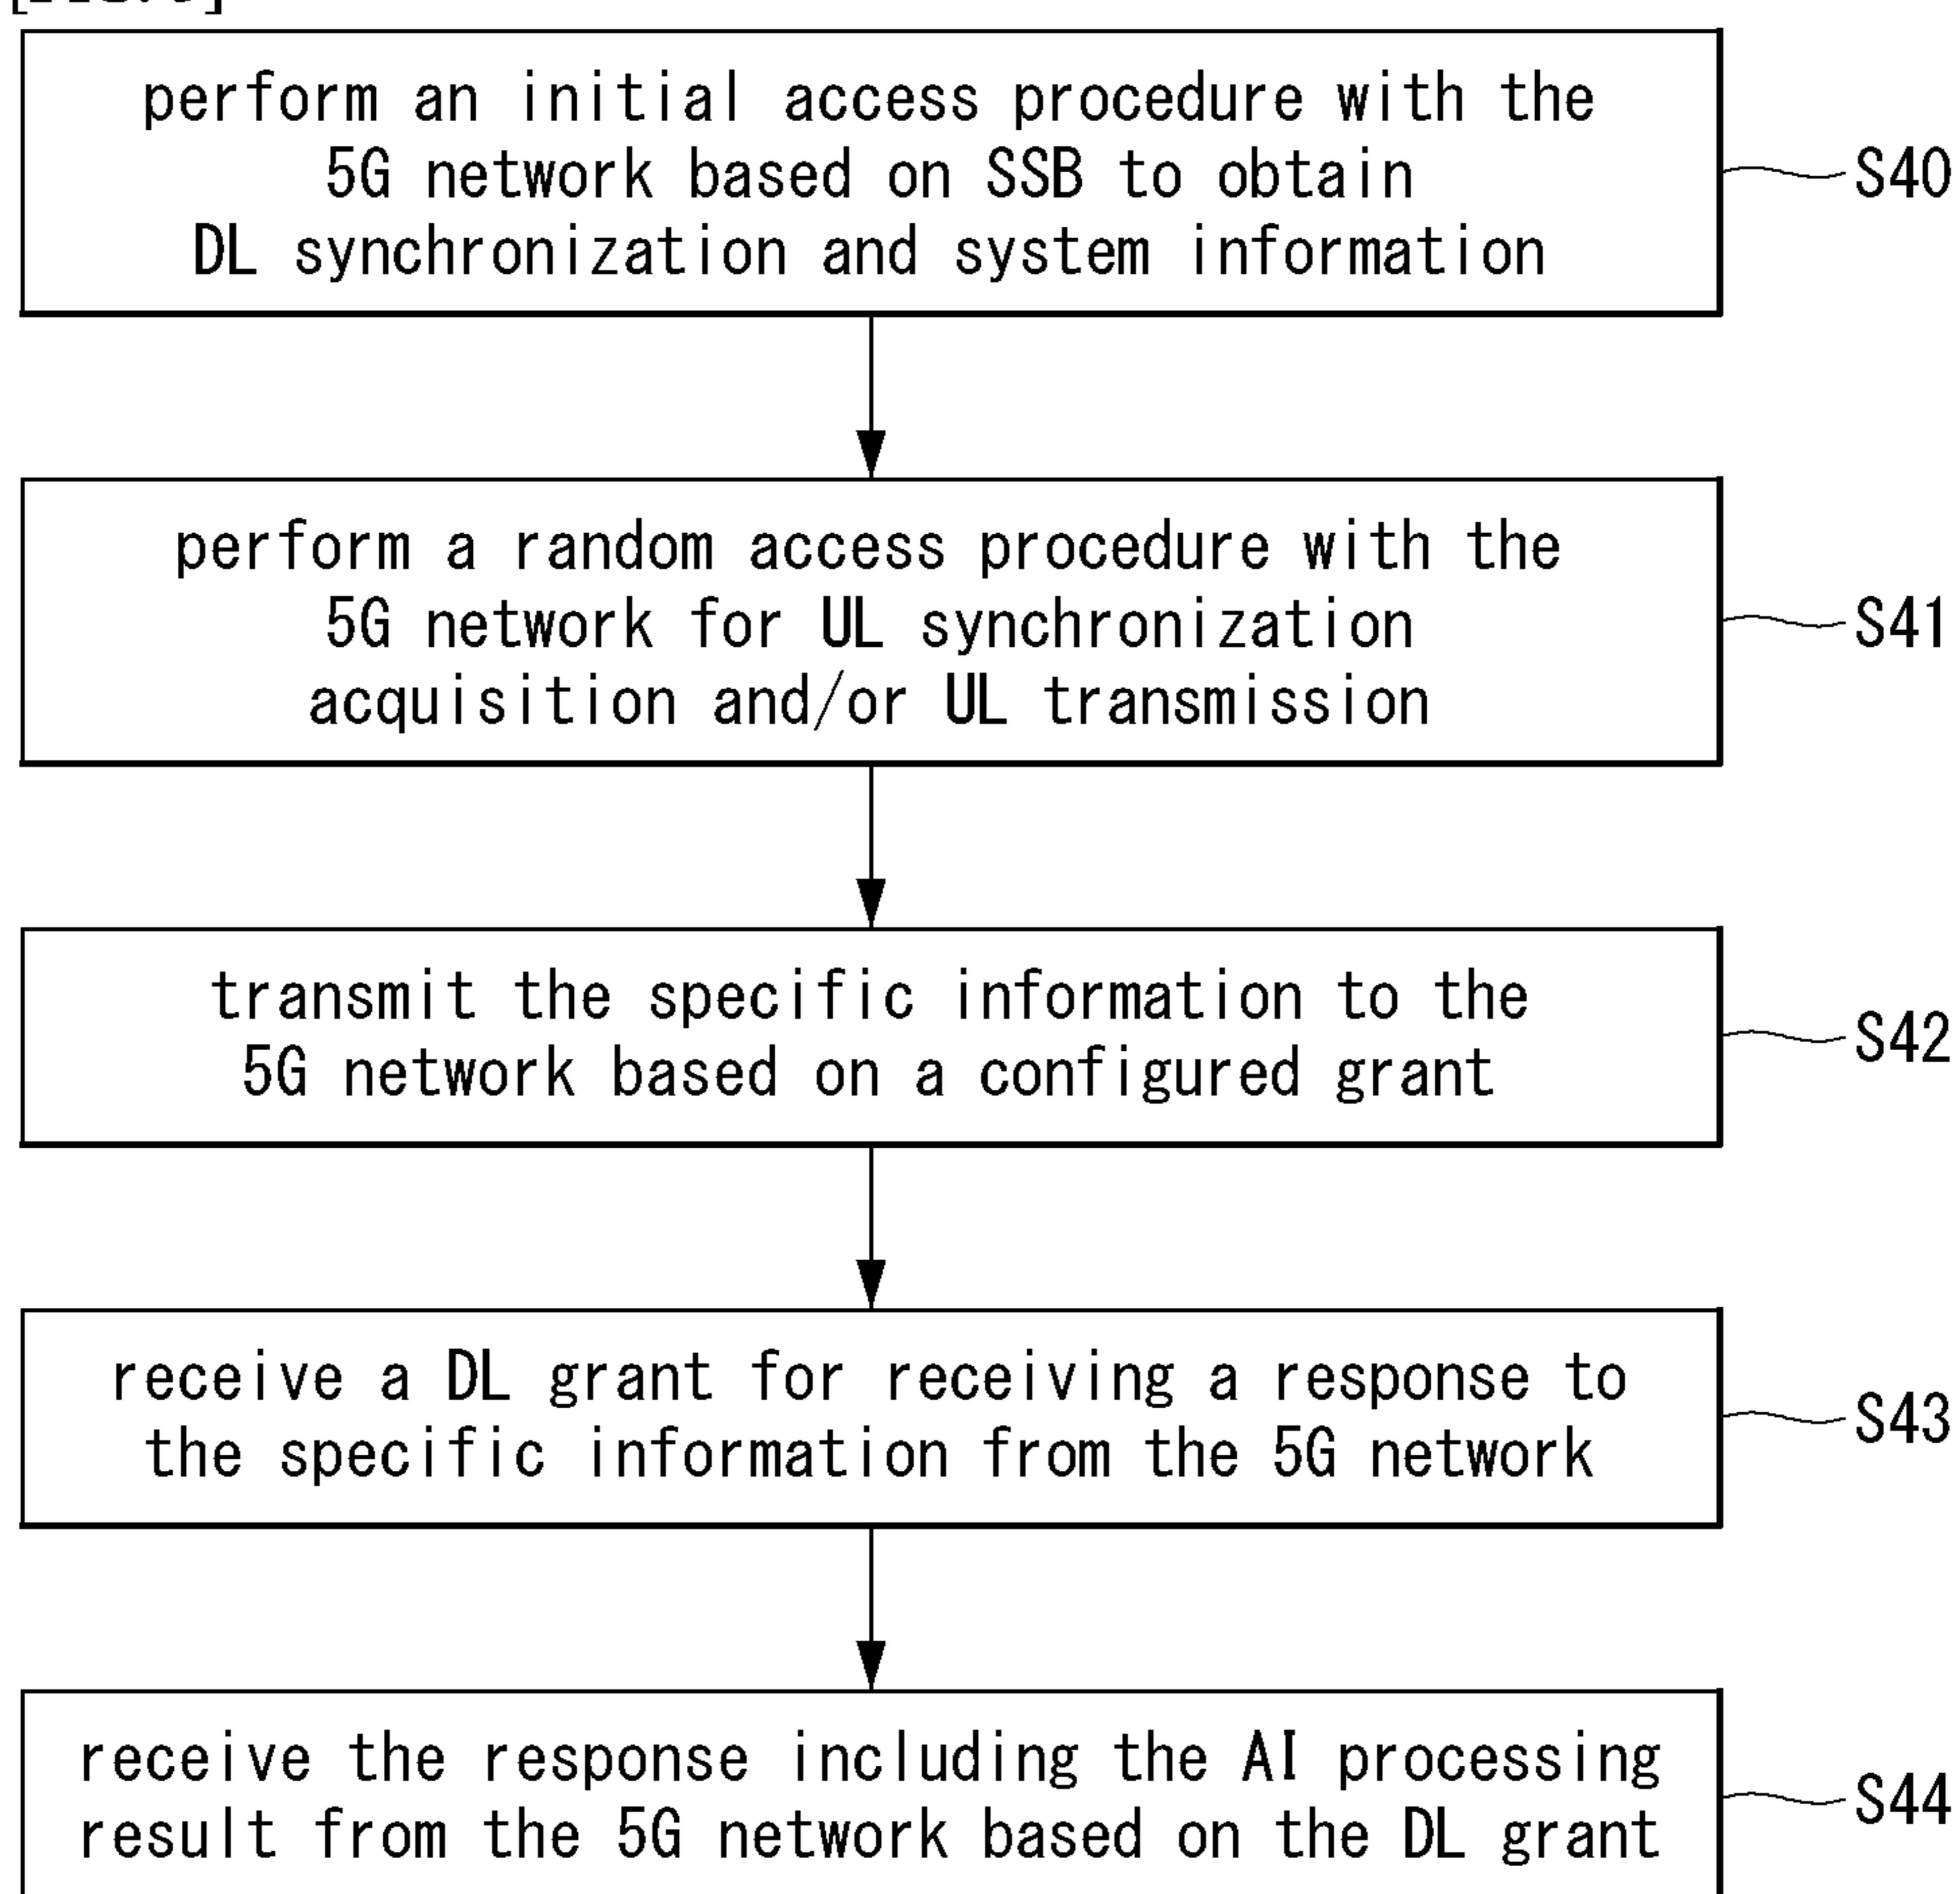 perform an initial access procedure with the
5G network based on SSB to obtain
DL synchronization and system information
S40
perform a random access procedure with the
5G network for UL synchronization
acquisition and/or UL transmission
S41
transmit the specific information to the
5G network based on a configured grant
S42
receive a DL grant for receiving a response to
the specific information from the 5G network
S43
receive the response including the AI processing
result from the 5G network based on the DL grant
S44